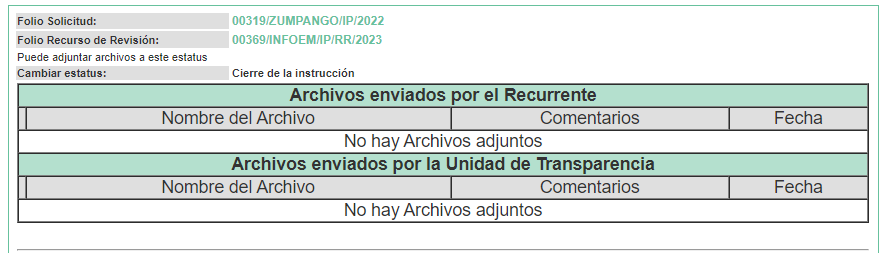 Folio Solicitud: 00319/ZUMPANGO/IP/2022
Folio Recurso de Revisión: 00369/INFOEM/IP/RR/2023
Puede adjuntar archivos a este estatus
Cambiar estatus: Cierre de la instrucción
Archivos enviados por el Recurrente
Nombre del Archivo Comentarios Fecha
No hay Archivos adjuntos
Archivos enviados por la Unidad de Transparencia
Nombre del Archivo Comentarios Fecha
No hay Archivos adjuntos